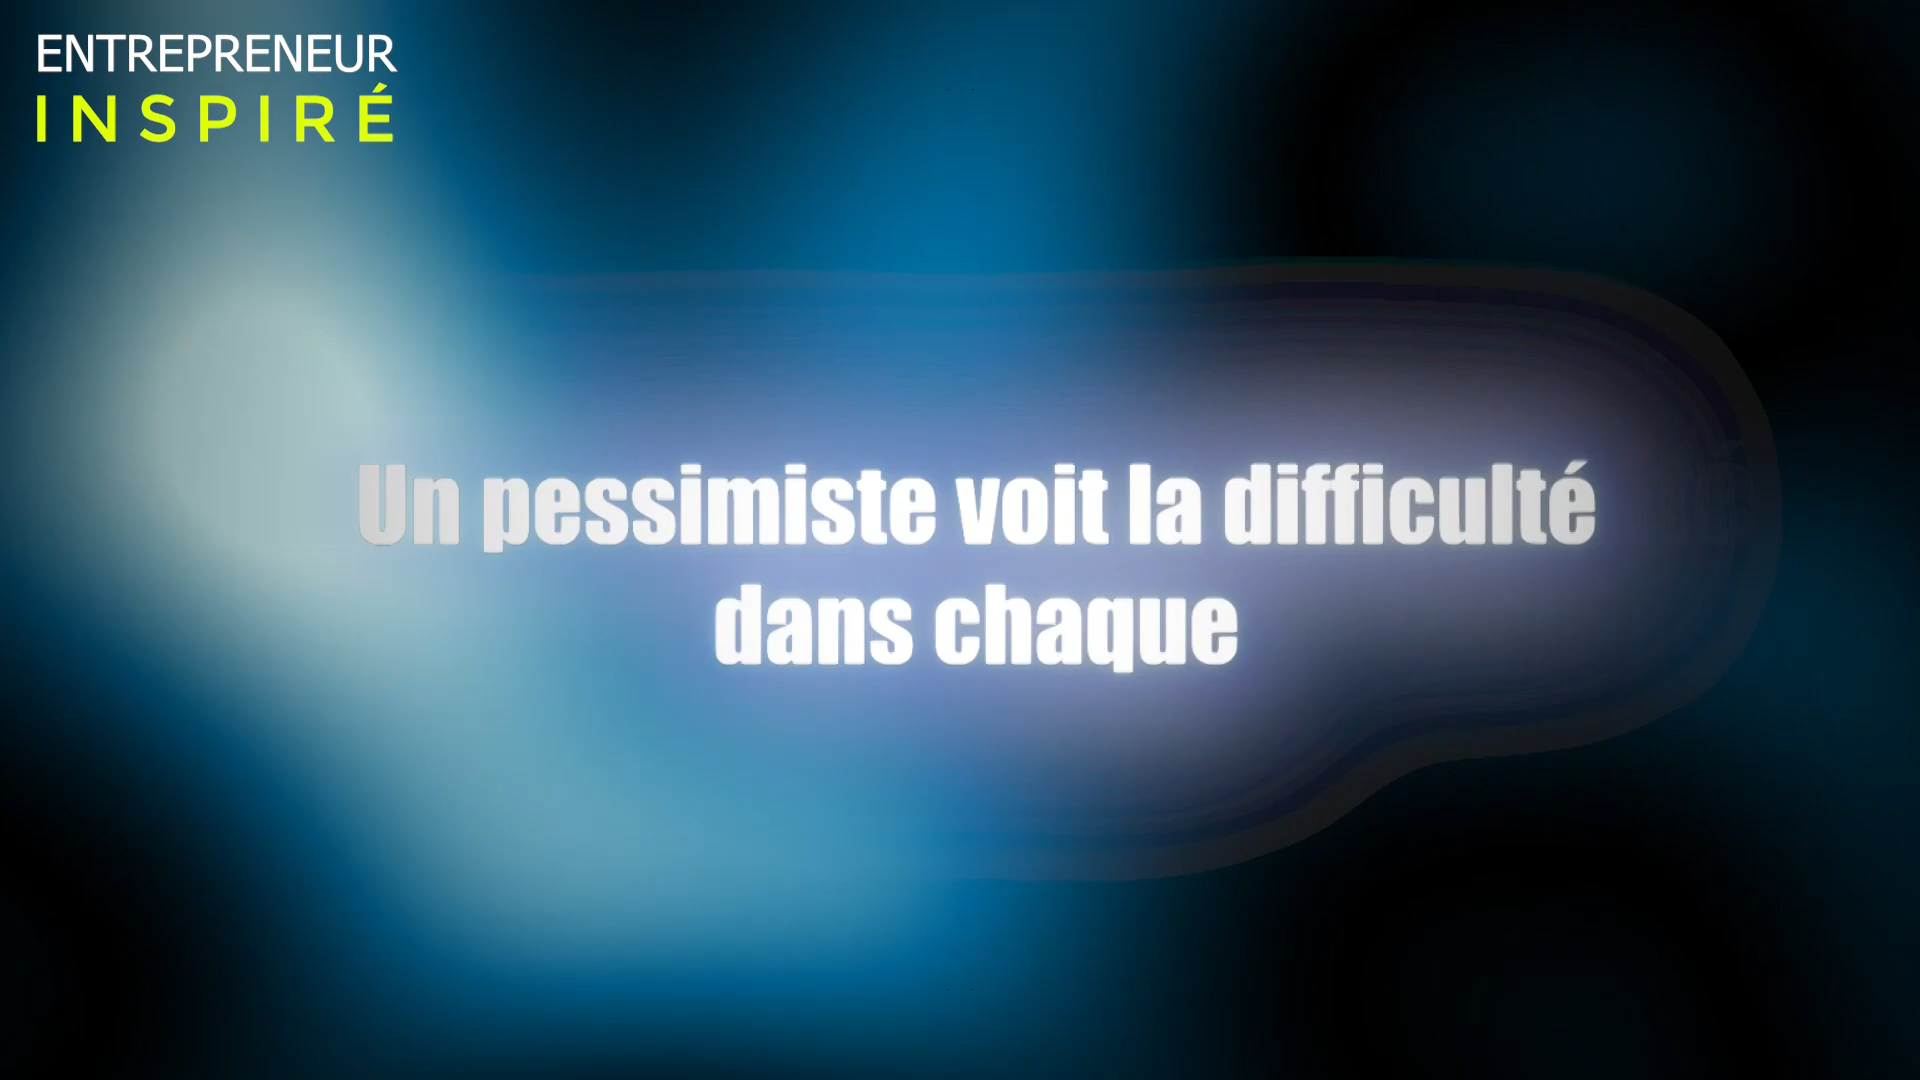 ENTREPRENEUR
INSPIRÉ
Un pessimiste voit la difficulté
dans chaque